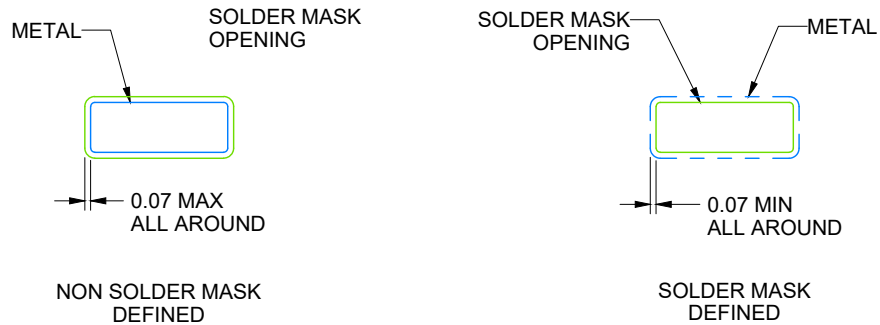 METAL
SOLDER MASK
OPENING
0.07 MAX
ALL AROUND
NON SOLDER MASK
DEFINED
SOLDER MASK
OPENING
METAL
0.07 MIN
ALL AROUND
SOLDER MASK
DEFINED